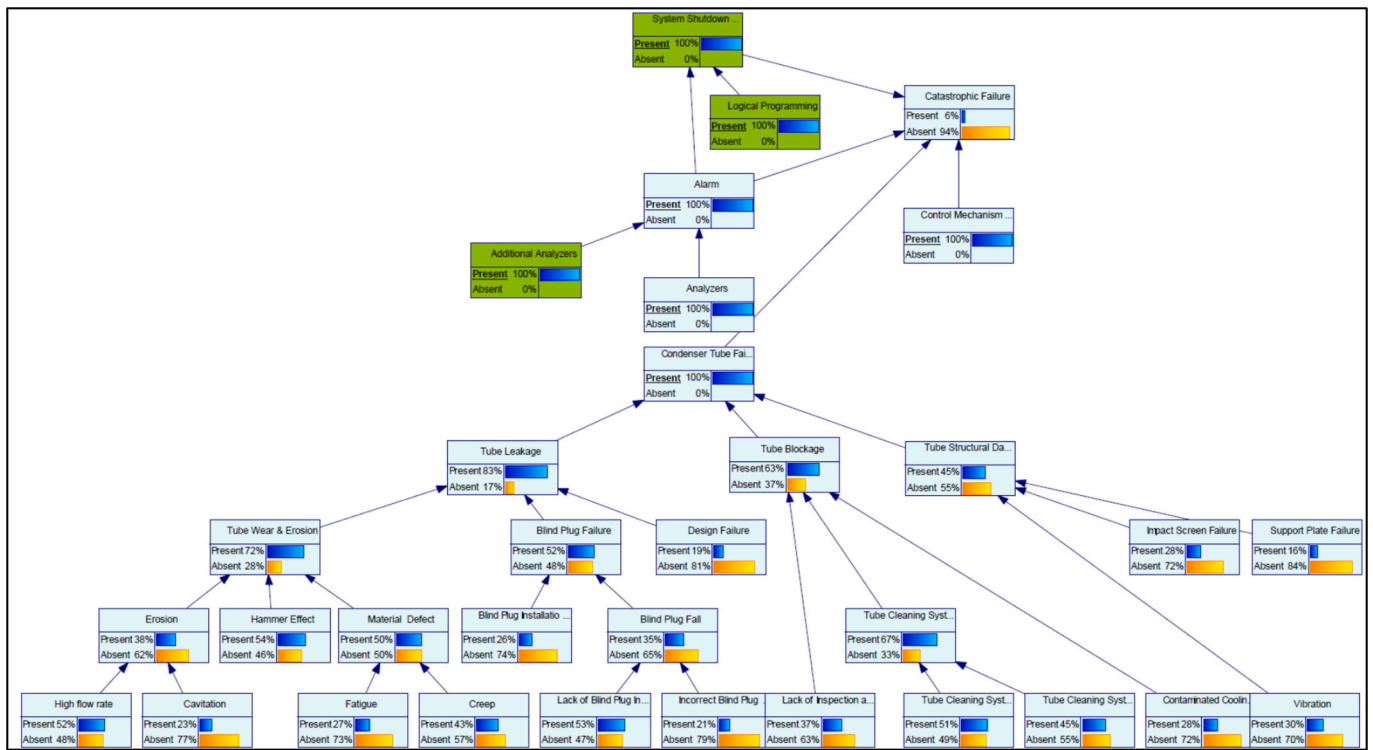 System Shutdown ...
Present 100%
Absent 0%
Logical Programming
Present 100%
Absent 0%
Catastrophic Failure
Present 6%
Absent 94%
Alarm
Present 100%
Absent 0%
Control Mechanism ...
Present 100%
Absent 0%
Additional Analyzers
Present 100%
Absent 0%
Analyzers
Present 100%
Absent 0%
Condenser Tube Fai...
Present 100%
Absent 0%
Tube Leakage
Present 83%
Absent 17%
Tube Blockage
Present 63%
Absent 37%
Tube Structural Da...
Present 45%
Absent 55%
Tube Wear & Erosion
Present 72%
Absent 28%
Blind Plug Failure
Present 52%
Absent 48%
Design Failure
Present 19%
Absent 81%
Impact Screen Failure
Present 28%
Absent 72%
Support Plate Failure
Present 16%
Absent 84%
Erosion
Present 38%
Absent 62%
Hammer Effect
Present 54%
Absent 46%
Material Defect
Present 50%
Absent 50%
Blind Plug Installatio ...
Present 26%
Absent 74%
Blind Plug Fall
Present 35%
Absent 65%
Tube Cleaning Syst...
Present 67%
Absent 33%
High flow rate
Present 52%
Absent 48%
Cavitation
Present 23%
Absent 77%
Fatigue
Present 27%
Absent 73%
Creep
Present 43%
Absent 57%
Lack of Blind Plug In...
Present 53%
Absent 47%
Incorrect Blind Plug ...
Present 21%
Absent 79%
Lack of Inspection a...
Present 37%
Absent 63%
Tube Cleaning Syst...
Present 51%
Absent 49%
Tube Cleaning Syst...
Present 45%
Absent 55%
Contaminated Coolin...
Present 28%
Absent 72%
Vibration
Present 30%
Absent 70%